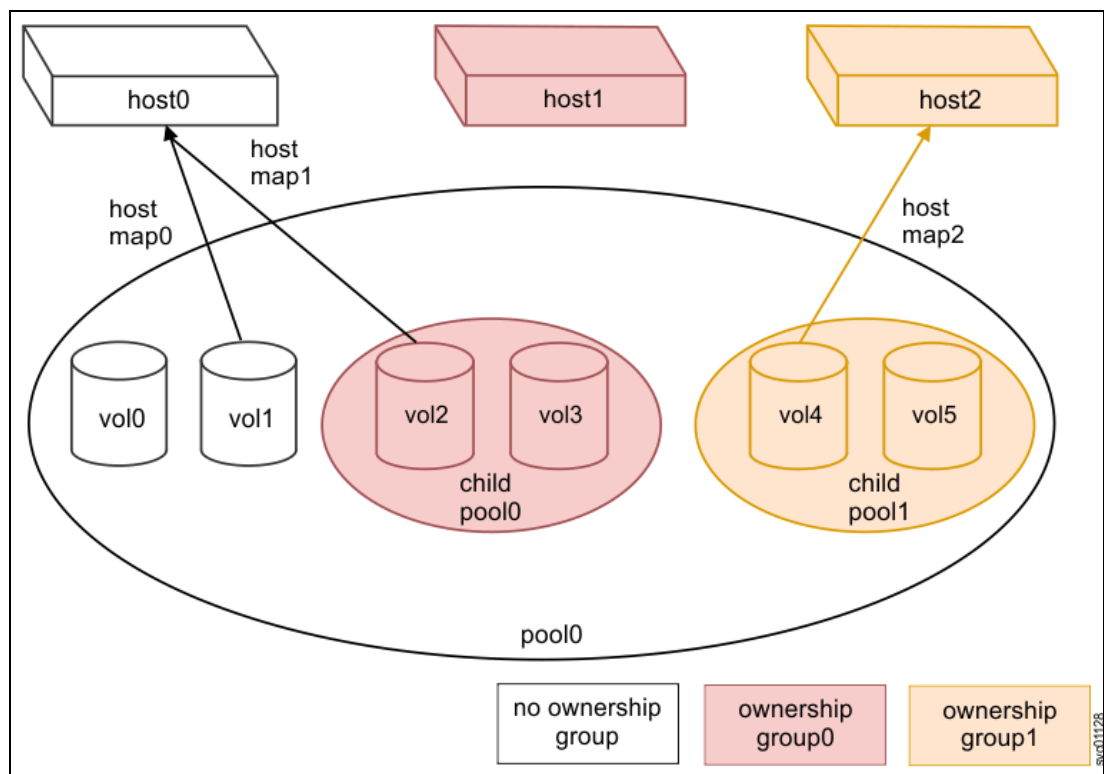 host0
host1
host2
host
map1
host
map0
host
map2
vol0
vol1
vol2
vol3
vol4
vol5
child
pool0
child
pool1
pool0
no ownership
group
ownership
group0
ownership
group1
svc01128